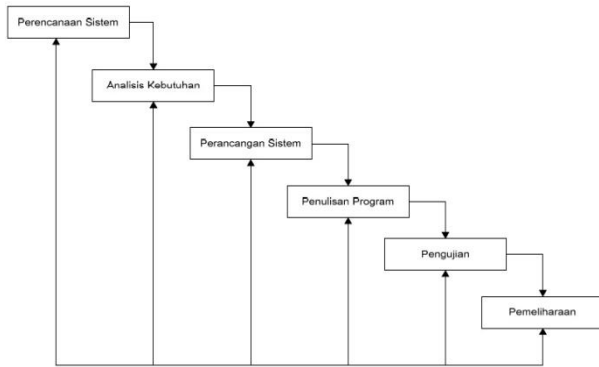 Perencanaan Sistem
Analisis Kebutuhan
Perancangan Sistem
Penulisan Program
Pengujian
Pemeliharaan